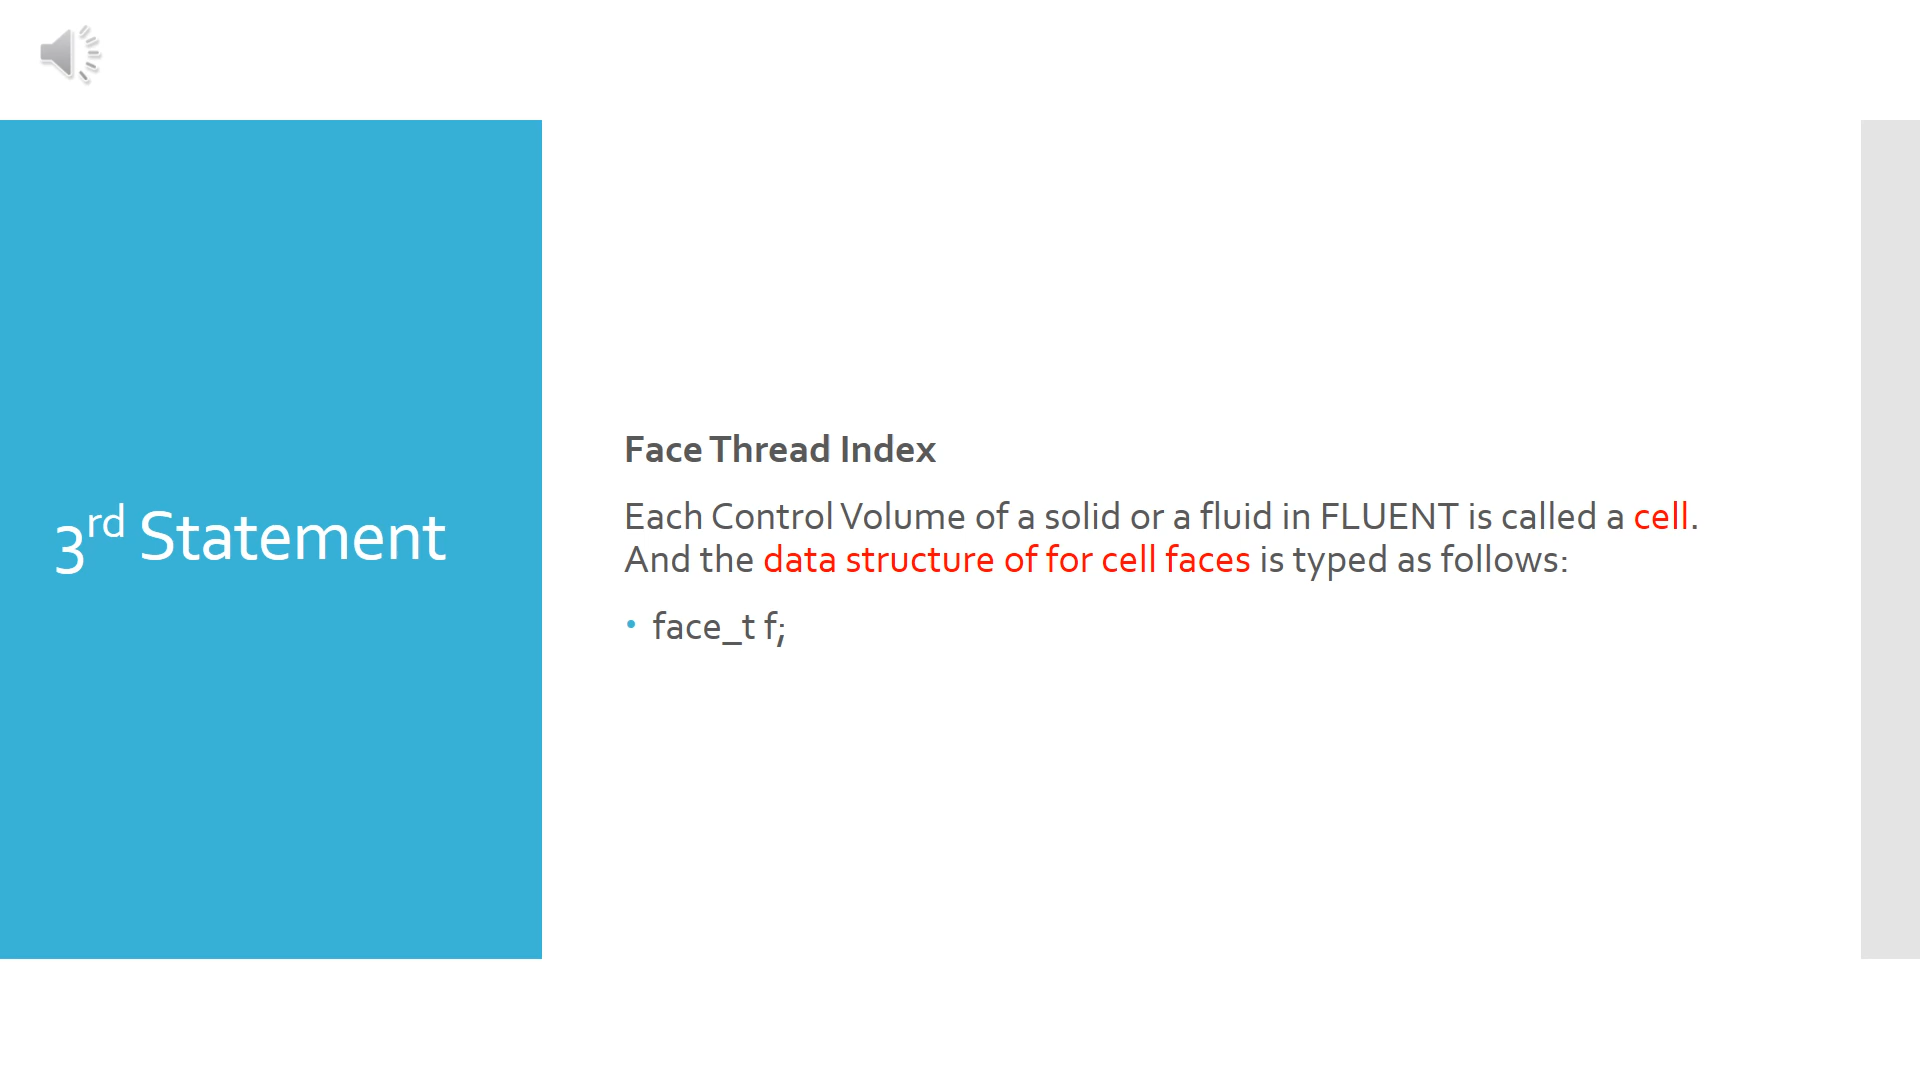 3rd Statement
Face Thread Index
Each Control Volume of a solid or a fluid in FLUENT is called a cell.
And the data structure of for cell faces is typed as follows:
• face_t f;